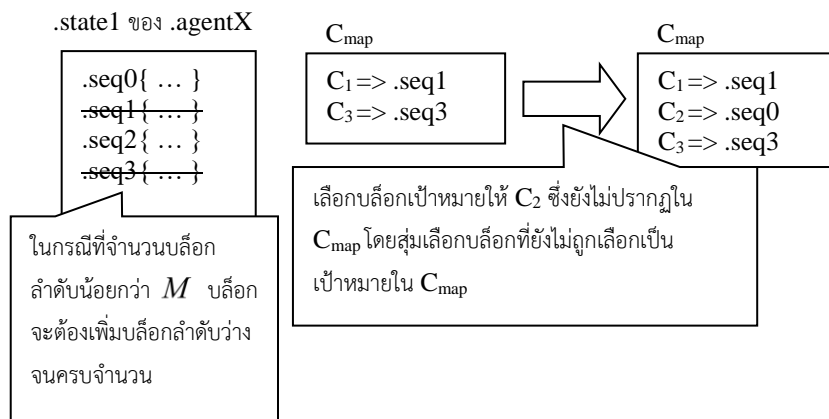 .state1 ของ .agentX
.seq0{ … }
.seq1{ … }
.seq2{ … }
.seq3{ … }
ในกรณีที่จำนวนบล็อก
ลำดับน้อยกว่า M บล็อก
จะต้องเพิ่มบล็อกลำดับว่าง
จนครบจำนวน
Cmap
C1=> .seq1
C3=> .seq3
Cmap
C1=> .seq1
C2=> .seq0
C3=> .seq3
เลือกบล็อกเป้าหมายให้ C2 ซึ่งยังไม่ปรากฏใน
Cmap โดยสุ่มเลือกบล็อกที่ยังไม่ถูกเลือกเป็น
เป้าหมายใน Cmap